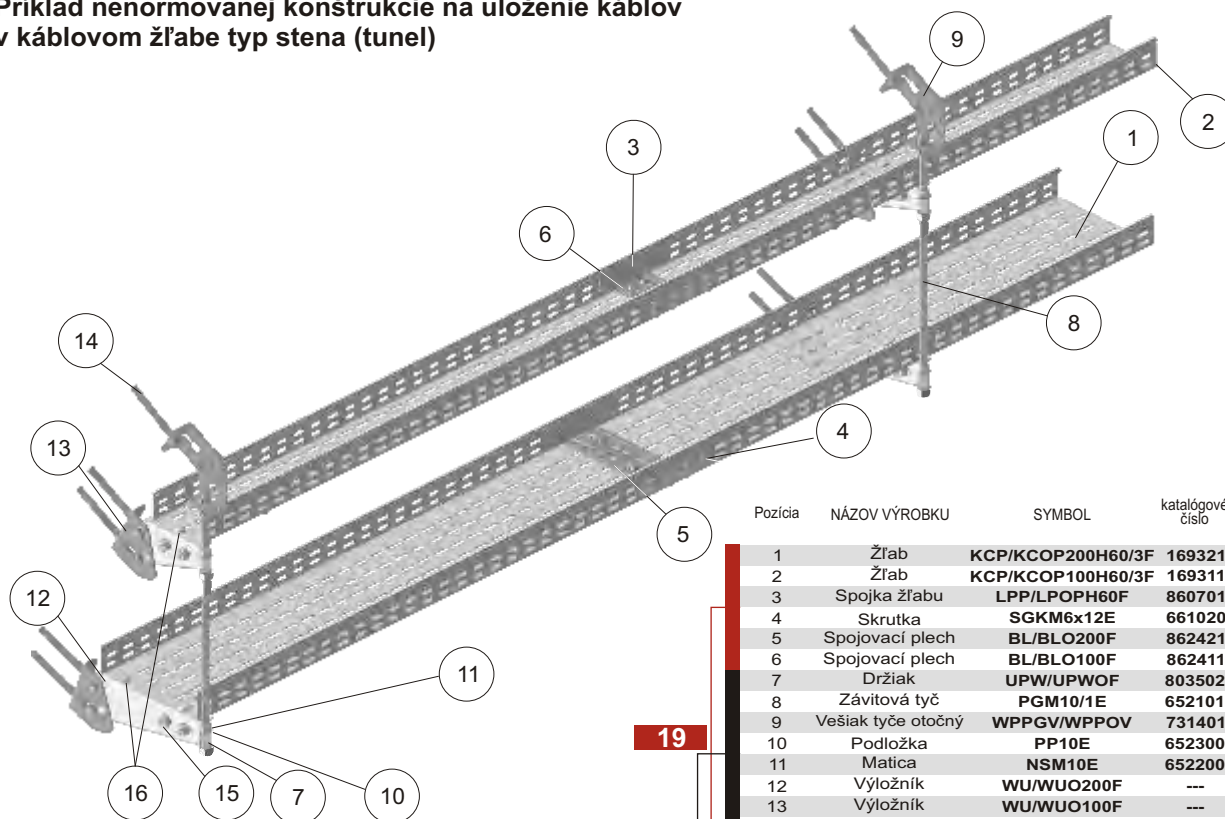 Príklad nenormovanej konštrukcie na uloženie káblov
v káblovom žľabe typ stena (tunel)
9
2
1
3
6
8
14
4
13
5
12
11
16
15
7
10
19
Pozícia NÁZOV VÝROBKU SYMBOL katalógové číslo
1 Žľab KCP/KCOP200H60/3F 169321
2 Žľab KCP/KCOP100H60/3F 169311
3 Spojka žľabu LPP/LPOPH60F 860701
4 Skrutka SGKM6x12E 661020
5 Spojovací plech BL/BLO200F 862421
6 Spojovací plech BL/BLO100F 862411
7 Držiak UPW/UPWOF 803502
8 Závitová tyč PGM10/1E 652101
9 Vešiak tyče otočný WPPGV/WPPOV 731401
10 Podložka PP10E 652300
11 Matica NSM10E 652200
12 Výložník WU/WUO200F ---
13 Výložník WU/WUO100F ---